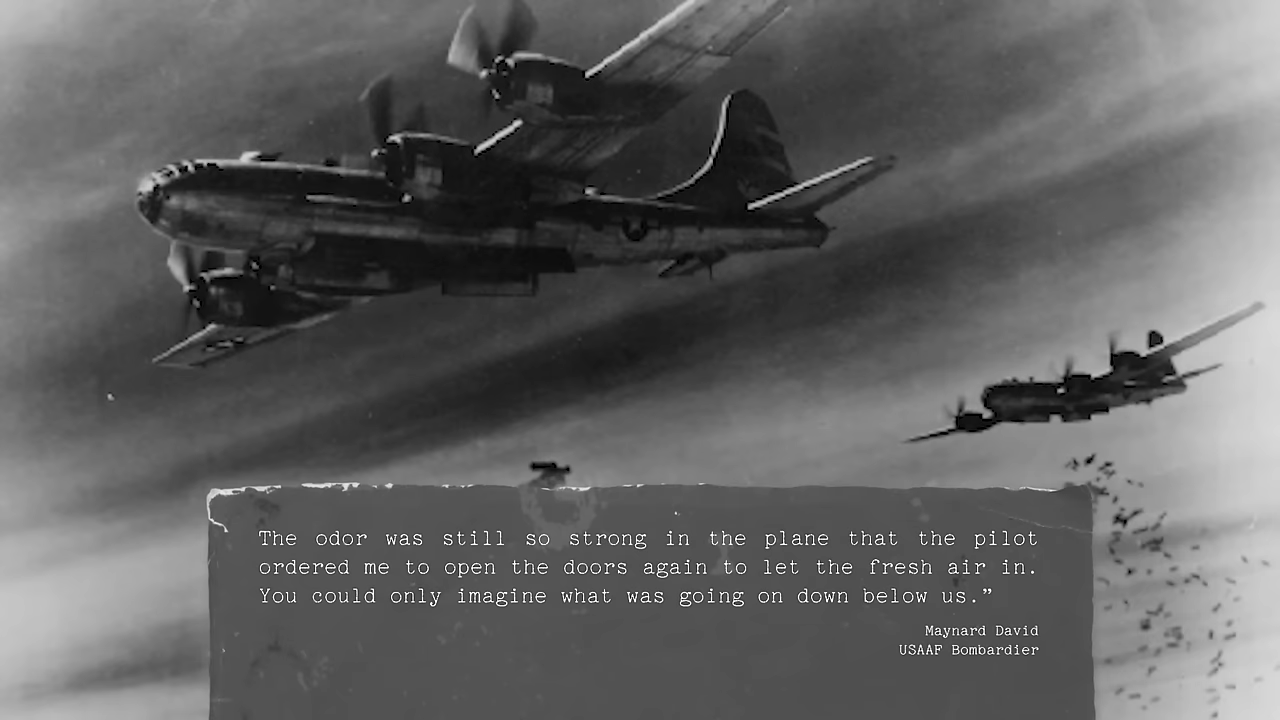 The odor was still so strong in the plane that the pilot
ordered me to open the doors again to let the fresh air in.
You could only imagine what was going on down below us.”
Maynard David
USAAF Bombardier